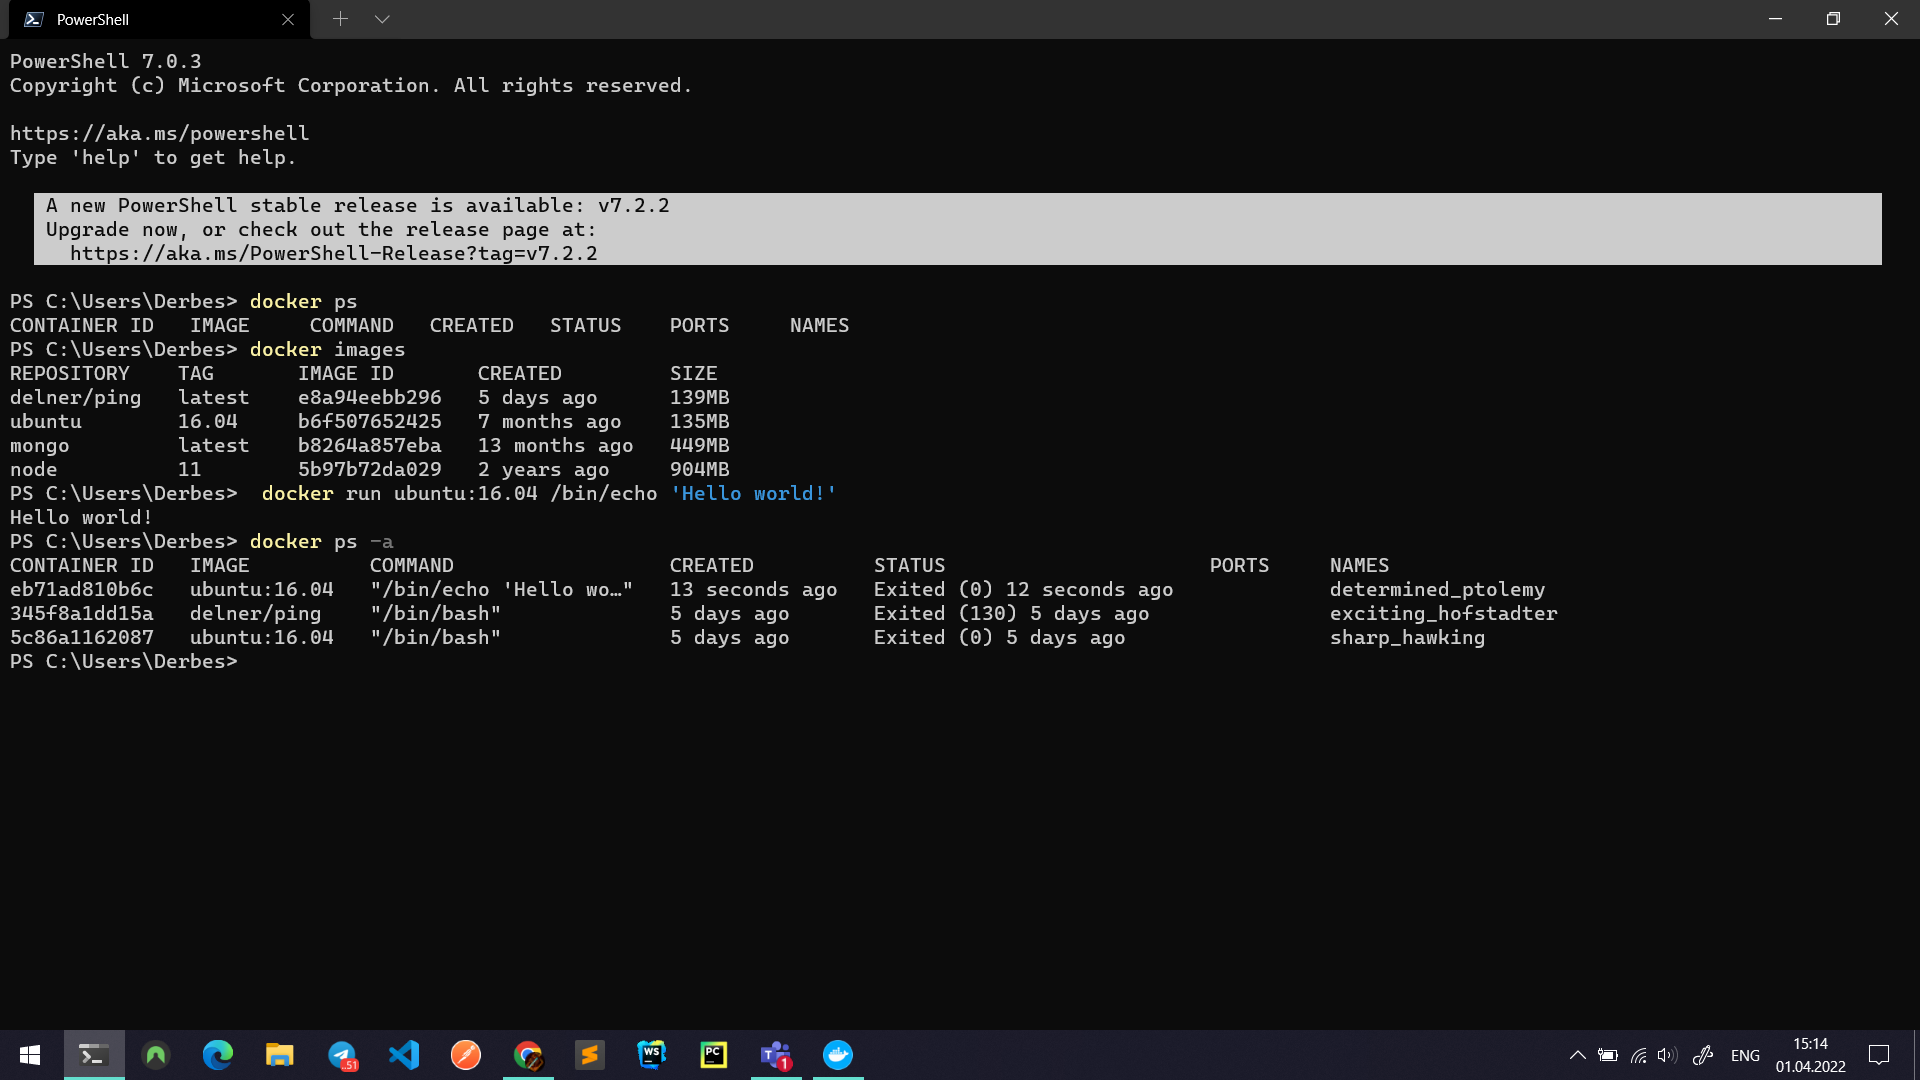 PowerShell
PowerShell 7.0.3
Copyright (c) Microsoft Corporation. All rights reserved.
https://aka.ms/powershell
Type 'help' to get help.
A new PowerShell stable release is available: v7.2.2
Upgrade now, or check out the release page at:
https://aka.ms/PowerShell-Release?tag=v7.2.2
PS C:\Users\Derbes> docker ps
CONTAINER ID   IMAGE     COMMAND   CREATED   STATUS    PORTS     NAMES
PS C:\Users\Derbes> docker images
REPOSITORY    TAG       IMAGE ID       CREATED         SIZE
delner/ping   latest    e8a94eebb296   5 days ago      139MB
ubuntu        16.04     b6f507652425   7 months ago    135MB
mongo         latest    b8264a857eba   13 months ago   449MB
node          11        5b97b72da029   2 years ago     904MB
PS C:\Users\Derbes>  docker run ubuntu:16.04 /bin/echo 'Hello world!'
Hello world!
PS C:\Users\Derbes> docker ps -a
CONTAINER ID   IMAGE          COMMAND                  CREATED          STATUS                      PORTS     NAMES
eb71ad810b6c   ubuntu:16.04   "/bin/echo 'Hello wo…"   13 seconds ago   Exited (0) 12 seconds ago             determined_ptolemy
345f8a1dd15a   delner/ping    "/bin/bash"              5 days ago       Exited (130) 5 days ago               exciting_hofstadter
5c86a1162087   ubuntu:16.04   "/bin/bash"              5 days ago       Exited (0) 5 days ago                 sharp_hawking
PS C:\Users\Derbes>
..51
WS
PC
T
1
ENG
15:14
01.04.2022